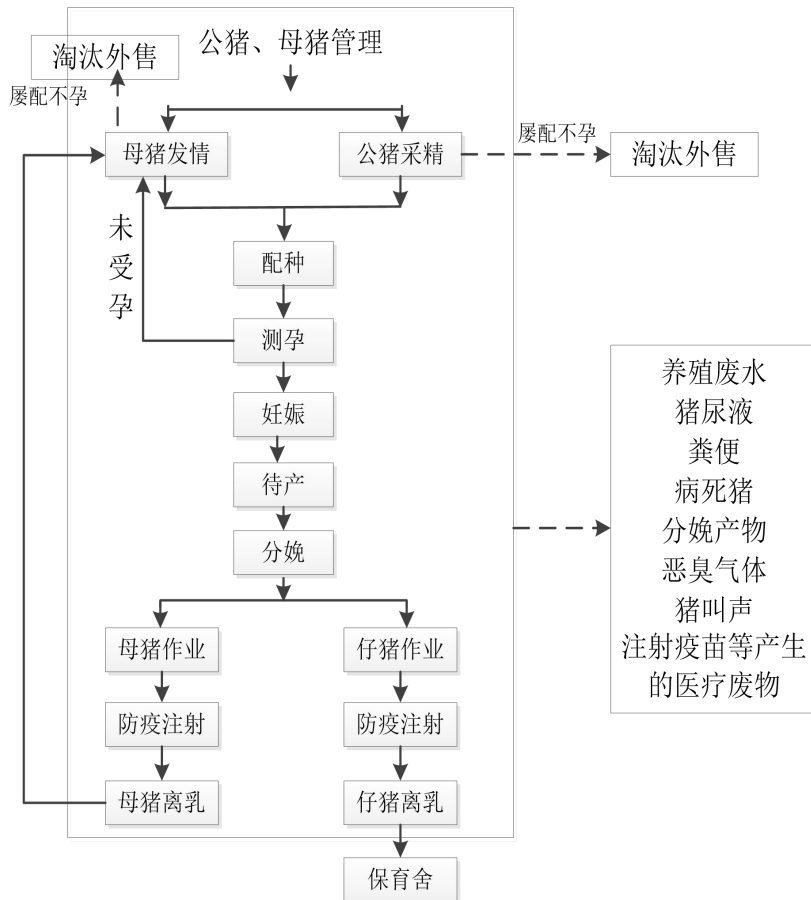 公猪、母猪管理
淘汰外售
屡配不孕
母猪发情
公猪采精
屡配不孕
淘汰外售
未
受
孕
配种
测孕
妊娠
待产
分娩
母猪作业
仔猪作业
防疫注射
防疫注射
母猪离乳
仔猪离乳
保育舍
养殖废水
猪尿液
粪便
病死猪
分娩产物
恶臭气体
猪叫声
注射疫苗等产生
的医疗废物